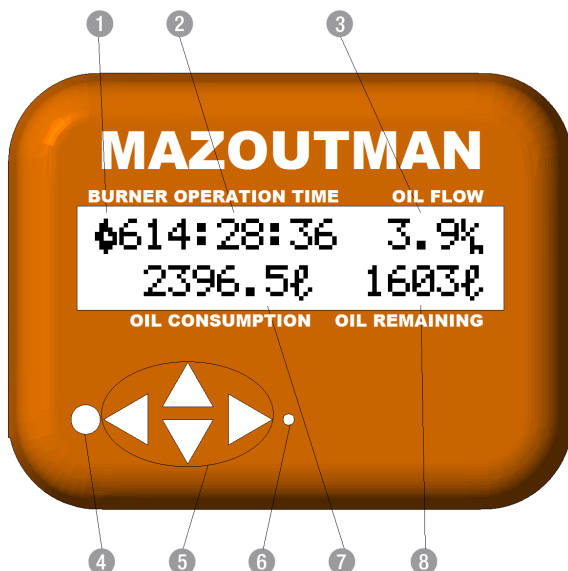 1 2 3
MAZOUTMAN
BURNER OPERATION TIME OIL FLOW
614:28:36 3.9ℓ/h
2396.5ℓ 1603ℓ
OIL CONSUMPTION OIL REMAINING
4 5 6 7 8